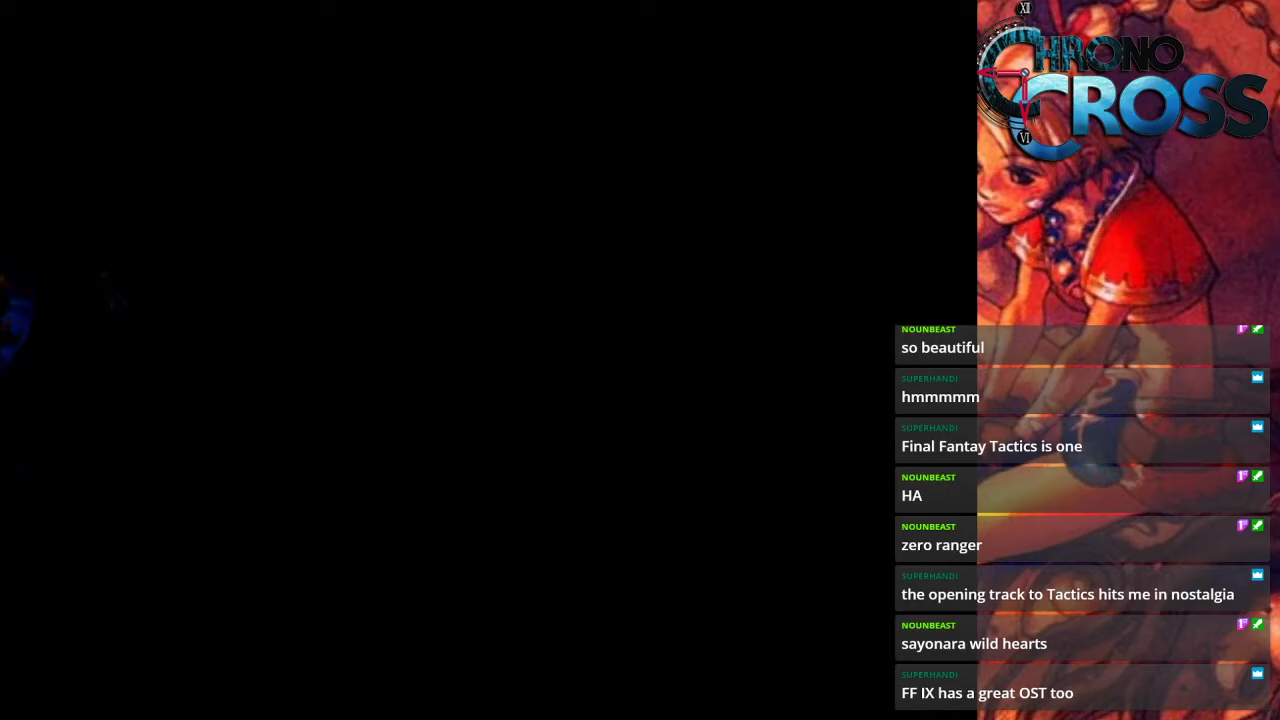 XII
CHRONO
CROSS
VI
NOUNBEAST
so beautiful
SUPERHANDI
hmmmmm
SUPERHANDI
Final Fantay Tactics is one
NOUNBEAST
HA
NOUNBEAST
zero ranger
SUPERHANDI
the opening track to Tactics hits me in nostalgia
NOUNBEAST
sayonara wild hearts
SUPERHANDI
FF IX has a great OST too